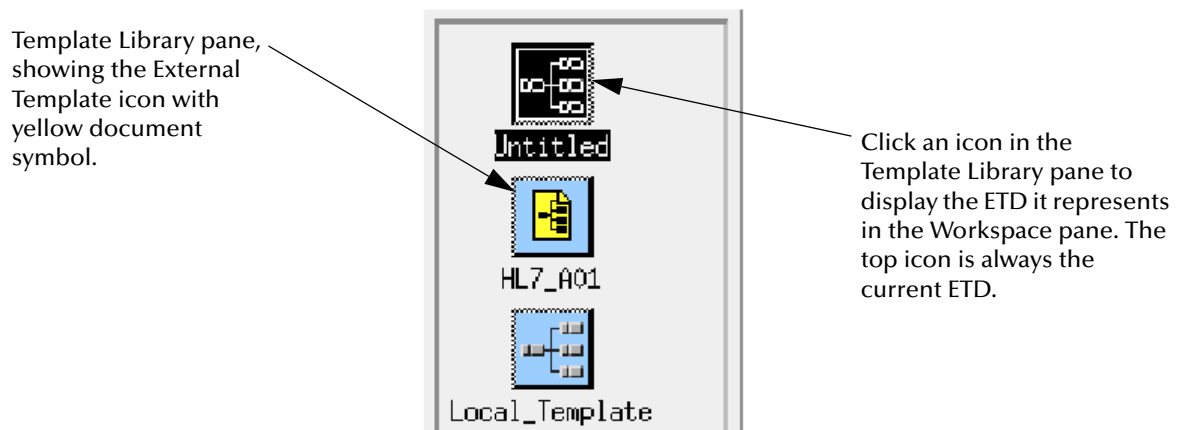 Template Library pane,
showing the External
Template icon with
yellow document
symbol.
Untitled
HL7_A01
Local_Template
Click an icon in the
Template Library pane to
display the ETD it represents
in the Workspace pane. The
top icon is always the
current ETD.